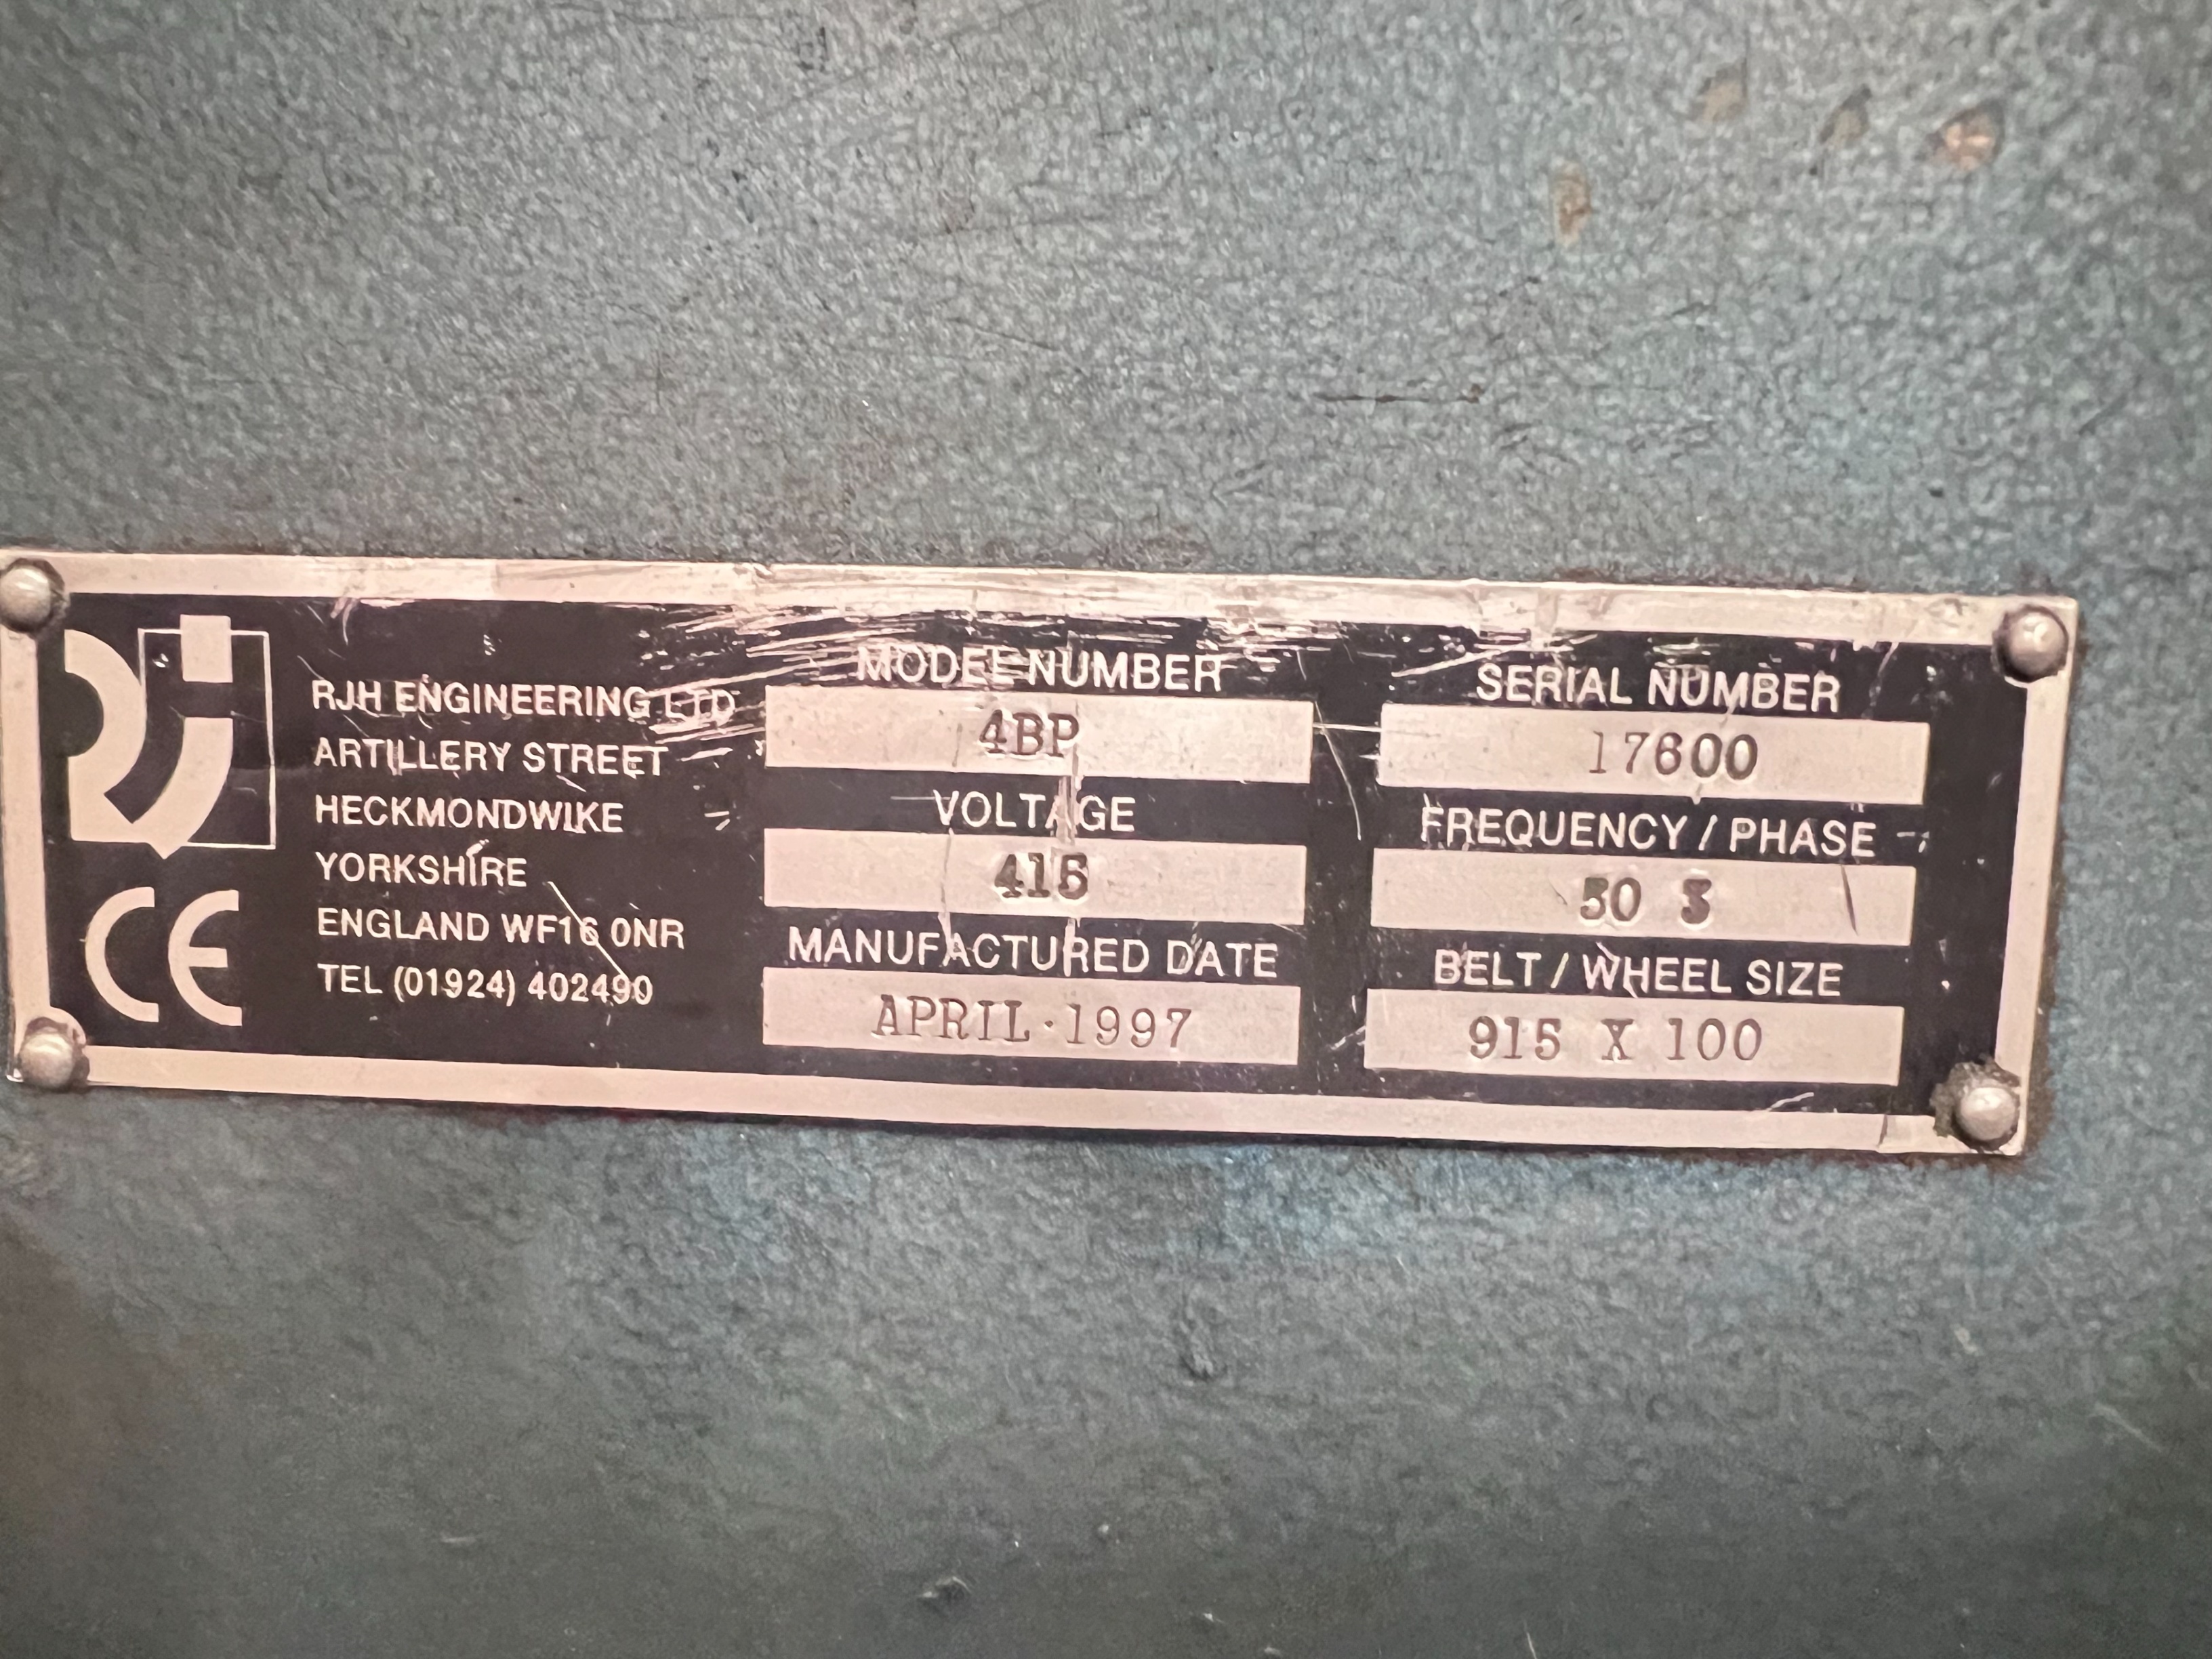 RJH
CE
RJH ENGINEERING LTD
ARTILLERY STREET
HECKMONDWIKE
YORKSHIRE
ENGLAND WF16 0NR
TEL (01924) 402490
MODEL NUMBER
4BP
VOLTAGE
415
MANUFACTURED DATE
APRIL·1997
SERIAL NUMBER
17600
FREQUENCY / PHASE
50 3
BELT / WHEEL SIZE
915 X 100